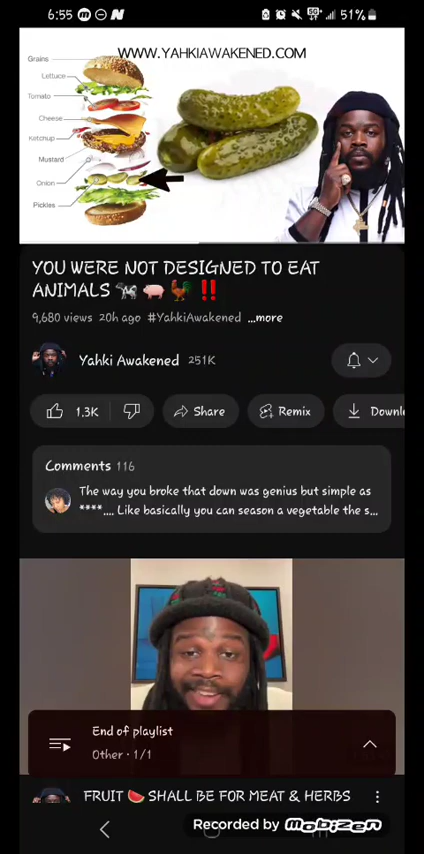 6:55
5G
51%
WWW.YAHKIAWAKENED.COM
Grains
Lettuce
Tomato
Cheese
Ketchup
Mustard
Onion
Pickles
YOU WERE NOT DESIGNED TO EAT
ANIMALS 🐄 🐖 🐓 ‼️
9,680 views 20h ago #YahkiAwakened ...more
Yahki Awakened 251K
1.3K Share Remix Downl
Comments 116
The way you broke that down was genius but simple as
****.... Like basically you can season a vegetable the s...
End of playlist
Other · 1/1
FRUIT 🍉 SHALL BE FOR MEAT & HERBS
Recorded by MOBIZEN